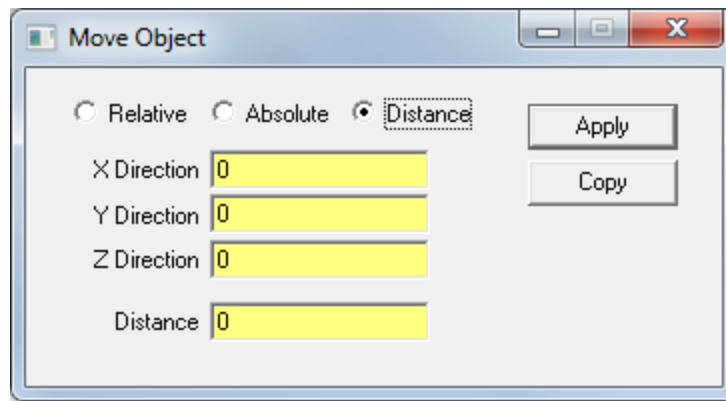 Move Object
Relative Absolute Distance
Apply
X Direction 0
Copy
Y Direction 0
Z Direction 0
Distance 0